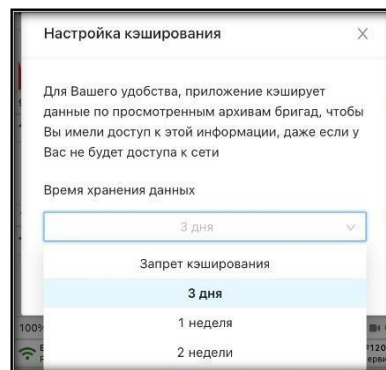 Настройка кэширования
Для Вашего удобства, приложение кэширует
данные по просмотренным архивам бригад, чтобы
Вы имели доступ к этой информации, даже если у
Вас не будет доступа к сети
Время хранения данных
3 дня
Запрет кэширования
3 дня
1 неделя
2 недели
100%